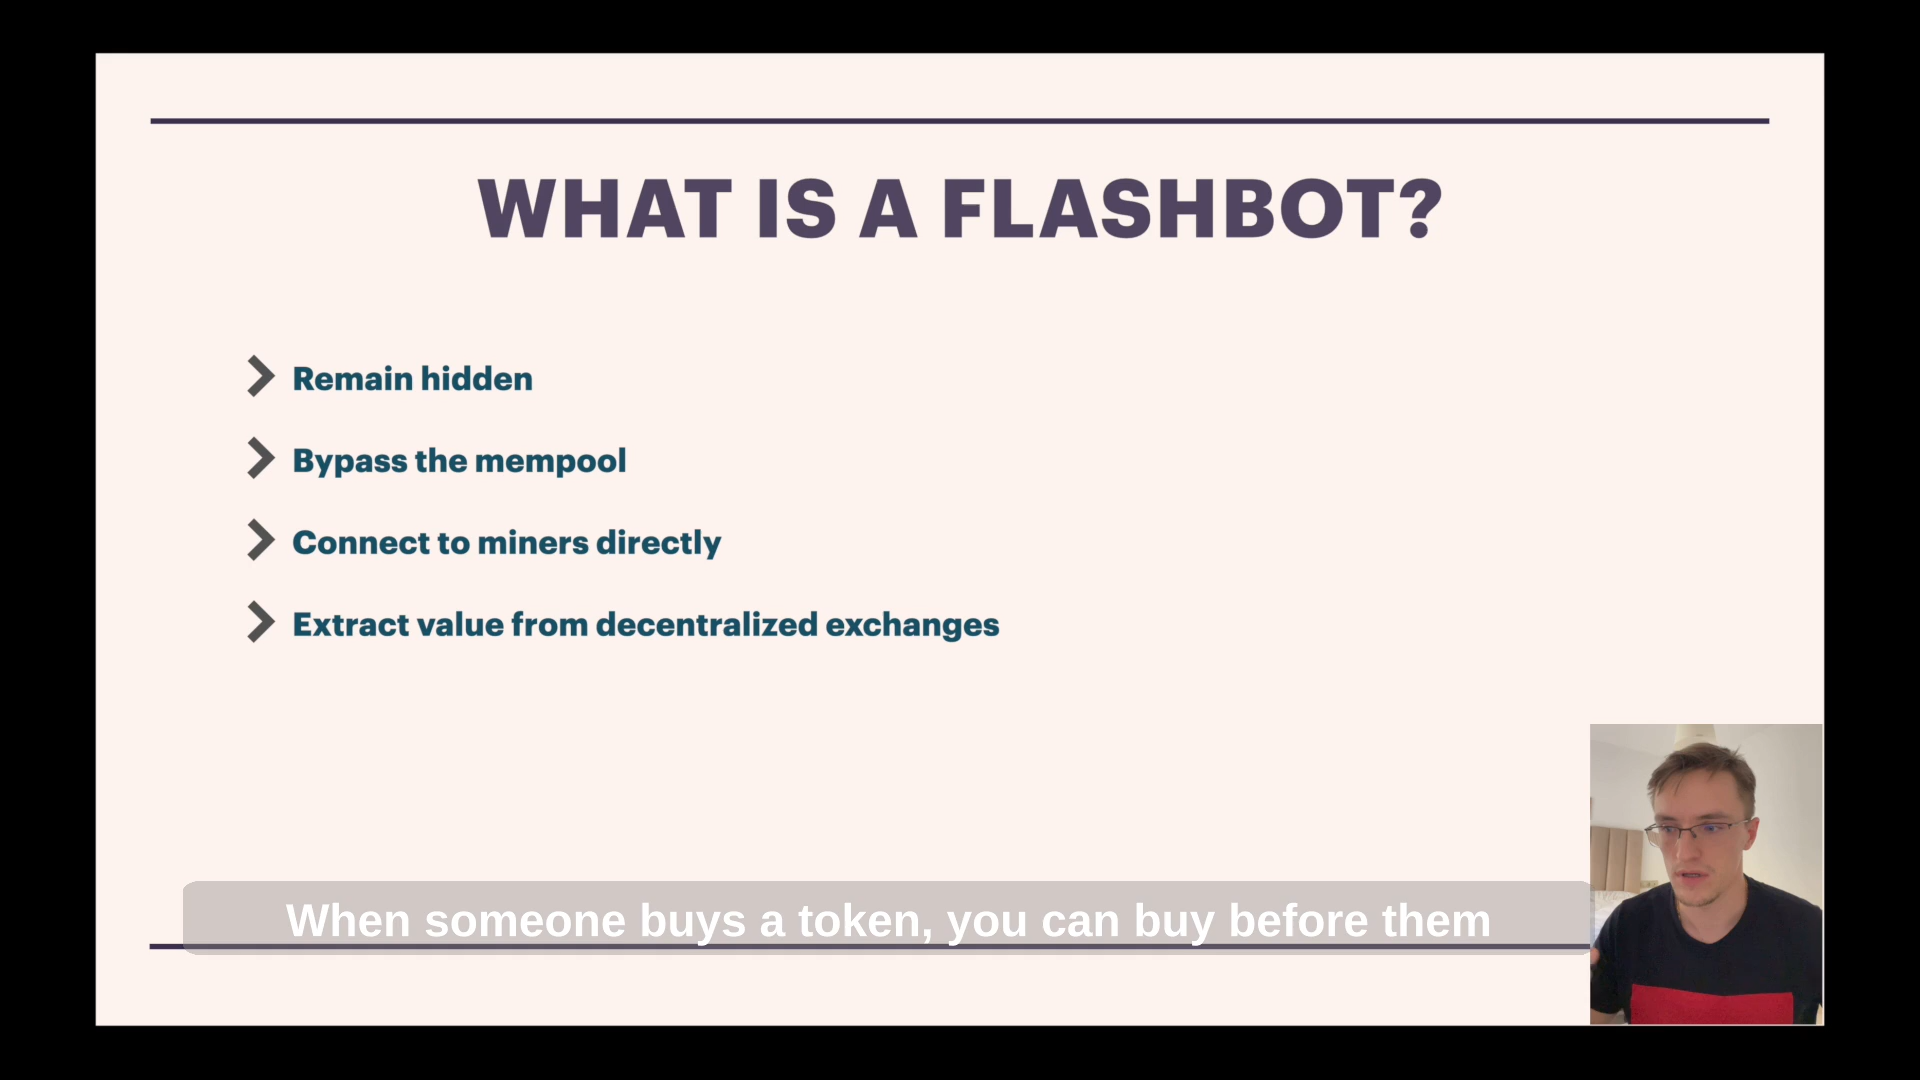 WHAT IS A FLASHBOT?
Remain hidden
Bypass the mempool
Connect to miners directly
Extract value from decentralized exchanges
When someone buys a token, you can buy before them